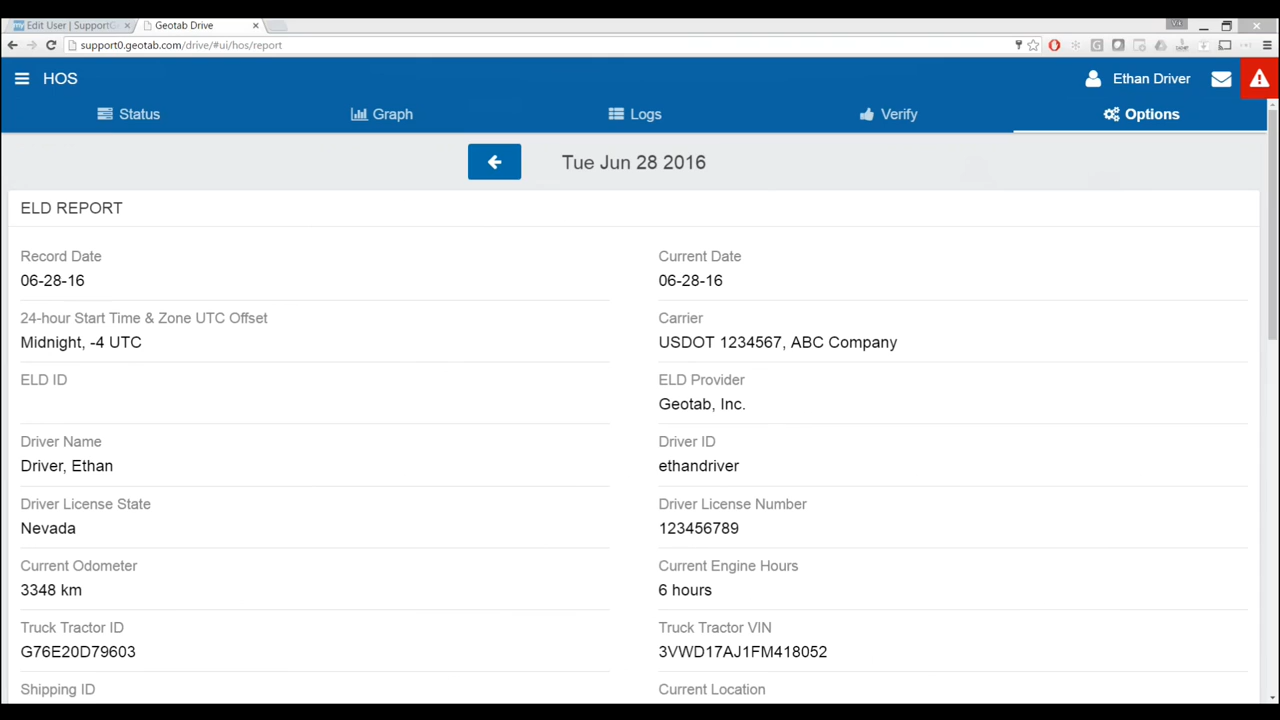 Edit User | Support
Geotab Drive
support0.geotab.com/drive/#ui/hos/report
HOS
Ethan Driver
Status
Graph
Logs
Verify
Options
Tue Jun 28 2016
ELD REPORT
Record Date
Current Date
06-28-16
06-28-16
24-hour Start Time & Zone UTC Offset
Carrier
Midnight, -4 UTC
USDOT 1234567, ABC Company
ELD ID
ELD Provider
Geotab, Inc.
Driver Name
Driver ID
Driver, Ethan
ethandriver
Driver License State
Driver License Number
Nevada
123456789
Current Odometer
Current Engine Hours
3348 km
6 hours
Truck Tractor ID
Truck Tractor VIN
G76E20D79603
3VWD17AJ1FM418052
Shipping ID
Current Location